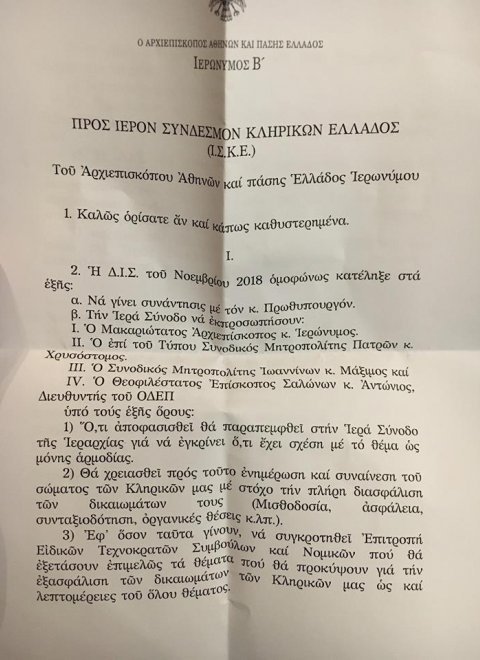 Ο ΑΡΧΙΕΠΙΣΚΟΠΟΣ ΑΘΗΝΩΝ ΚΑΙ ΠΑΣΗΣ ΕΛΛΑΔΟΣ
ΙΕΡΩΝΥΜΟΣ Β΄
ΠΡΟΣ ΙΕΡΟΝ ΣΥΝΔΕΣΜΟΝ ΚΛΗΡΙΚΩΝ ΕΛΛΑΔΟΣ
(Ι.Σ.Κ.Ε.)
Τοῦ Ἀρχιεπισκόπου Ἀθηνῶν καί πάσης Ἑλλάδος Ἱερωνύμου
1. Καλῶς ὁρίσατε ἄν καί κάπως καθυστερημένα.
I.
2. Ἡ Δ.Ι.Σ. τοῦ Νοεμβρίου 2018 ὁμοφώνως κατέληξε στά
ἑξῆς:
α. Νά γίνει συνάντησις μέ τόν κ. Πρωθυπουργόν.
β. Τήν Ἱερά Σύνοδο νά ἐκπροσωπήσουν:
I. Ὁ Μακαριώτατος Ἀρχιεπίσκοπος κ. Ἱερώνυμος.
II. Ὁ ἐπί τοῦ Τύπου Συνοδικός Μητροπολίτης Πατρῶν κ.
Χρυσόστομος.
III. Ὁ Συνοδικός Μητροπολίτης Ἰωαννίνων κ. Μάξιμος καί
IV. Ὁ Θεοφιλέστατος Ἐπίσκοπος Σαλώνων κ. Ἀντώνιος,
Διευθυντής τοῦ ΟΔΕΠ
ὑπό τούς ἑξῆς ὅρους:
1) Ὅ,τι ἀποφασισθεῖ θά παραπεμφθεῖ στήν Ἱερά Σύνοδο
τῆς Ἱεραρχίας γιά νά ἐγκρίνει ὅ,τι ἔχει σχέση μέ τό θέμα ὡς
μόνης ἁρμοδίας.
2) Θά χρειασθεῖ πρός τοῦτο ἐνημέρωση καί συναίνεση τοῦ
σώματος τῶν Κληρικῶν μας μέ στόχο τήν πλήρη διασφάλιση
τῶν δικαιωμάτων τους (Μισθοδοσία, ἀσφάλεια,
συνταξιοδότηση, ὀργανικές θέσεις κ.λπ.).
3) Ἐφ' ὅσον ταῦτα γίνουν, νά συγκροτηθεῖ Ἐπιτροπή
Εἰδικῶν Τεχνοκρατῶν Συμβούλων καί Νομικῶν πού θά
ἐξετάσουν ἐπιμελῶς τά θέματα πού θά προκύψουν γιά τήν
ἐξασφάλιση τῶν δικαιωμάτων τῶν Κληρικῶν μας ὡς καί
λεπτομέρειες τοῦ ὅλου θέματος.